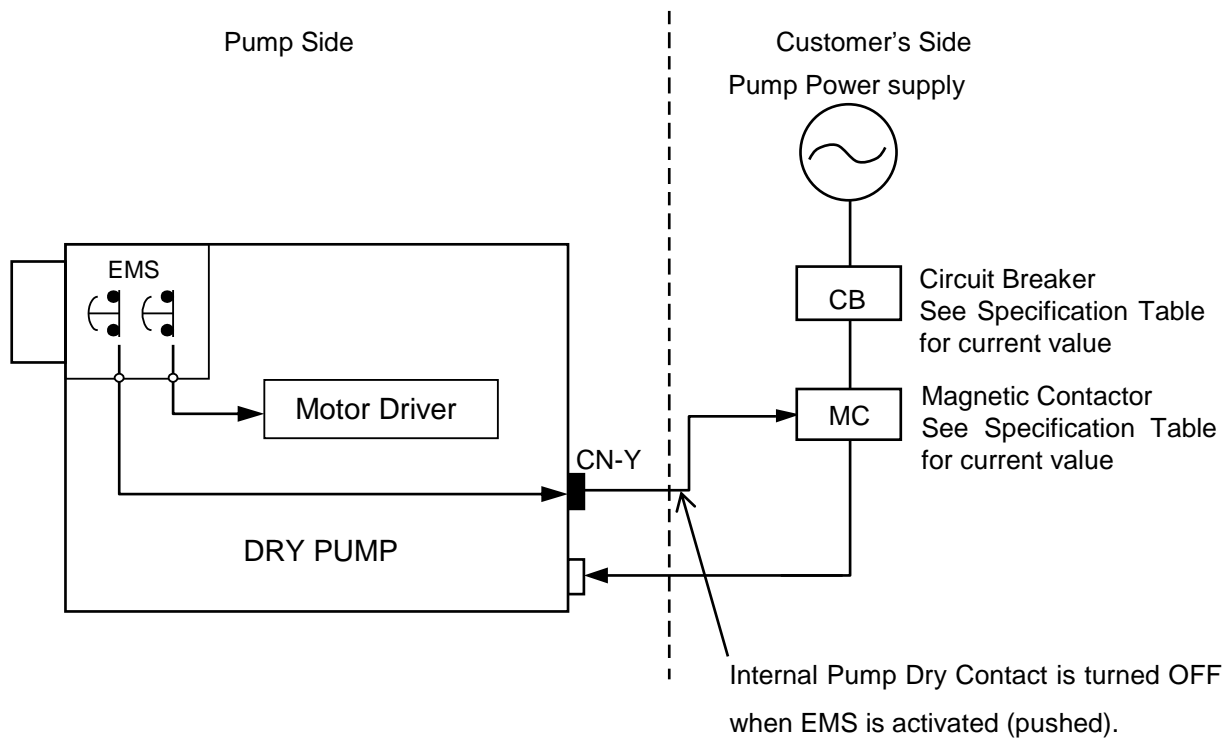 Pump Side
Customer's Side
Pump Power supply
EMS
CB
Circuit Breaker
See Specification Table
for current value
Motor Driver
MC
Magnetic Contactor
See Specification Table
for current value
CN-Y
DRY PUMP
Internal Pump Dry Contact is turned OFF
when EMS is activated (pushed).